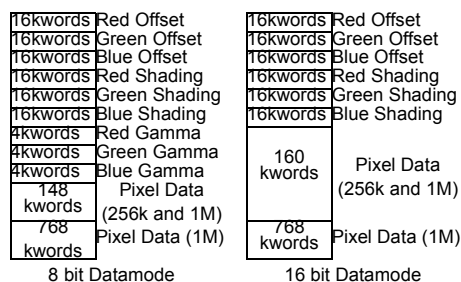 16kwords Red Offset
16kwords Green Offset
16kwords Blue Offset
16kwords Red Shading
16kwords Green Shading
16kwords Blue Shading
4kwords Red Gamma
4kwords Green Gamma
4kwords Blue Gamma
148
kwords
Pixel Data
(256k and 1M)
768
kwords
Pixel Data (1M)
8 bit Datamode
16kwords Red Offset
16kwords Green Offset
16kwords Blue Offset
16kwords Red Shading
16kwords Green Shading
16kwords Blue Shading
160
kwords
Pixel Data
(256k and 1M)
768
kwords
Pixel Data (1M)
16 bit Datamode